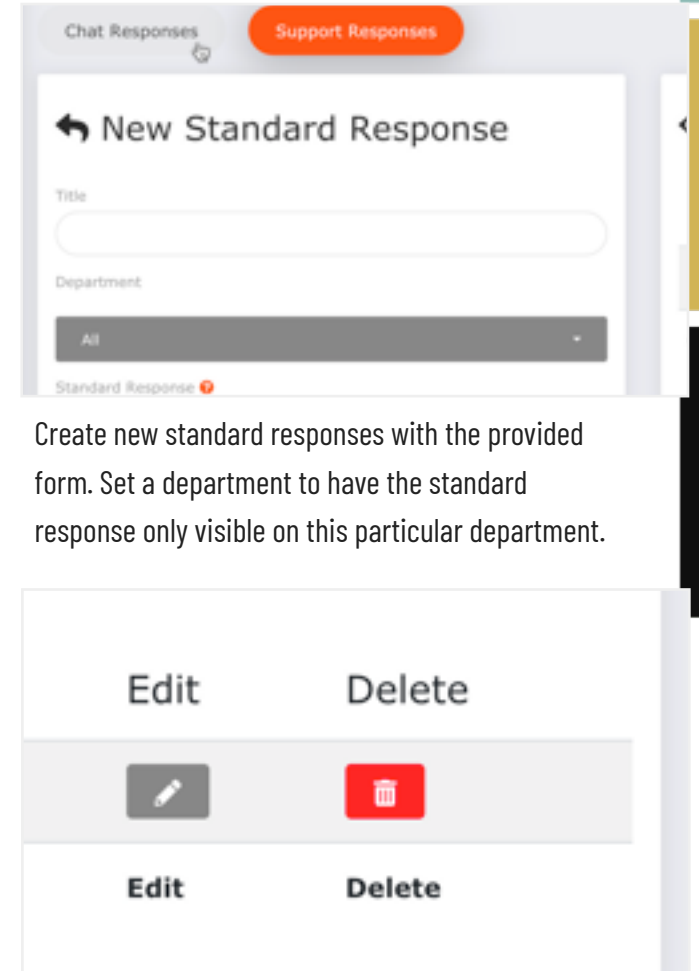 Chat Responses Support Responses
New Standard Response
Title
Department
All
Standard Response
Create new standard responses with the provided
form. Set a department to have the standard
response only visible on this particular department.
Edit Delete
Edit Delete